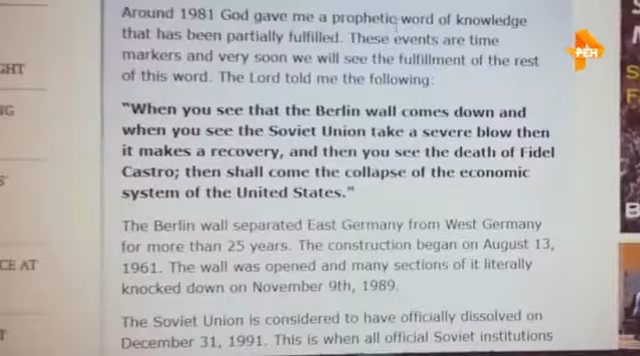 Around 1981 God gave me a prophetic word of knowledge
that has been partially fulfilled. These events are time
markers and very soon we will see the fulfillment of the rest
of this word. The Lord told me the following:
"When you see that the Berlin wall comes down and
when you see the Soviet Union take a severe blow then
it makes a recovery, and then you see the death of Fidel
Castro; then shall come the collapse of the economic
system of the United States."
The Berlin wall separated East Germany from West Germany
for more than 25 years. The construction began on August 13,
1961. The wall was opened and many sections of it literally
knocked down on November 9th, 1989.
The Soviet Union is considered to have officially dissolved on
December 31, 1991. This is when all official Soviet institutions
GHT
NG
CE AT
T
РЕН
S
F
B